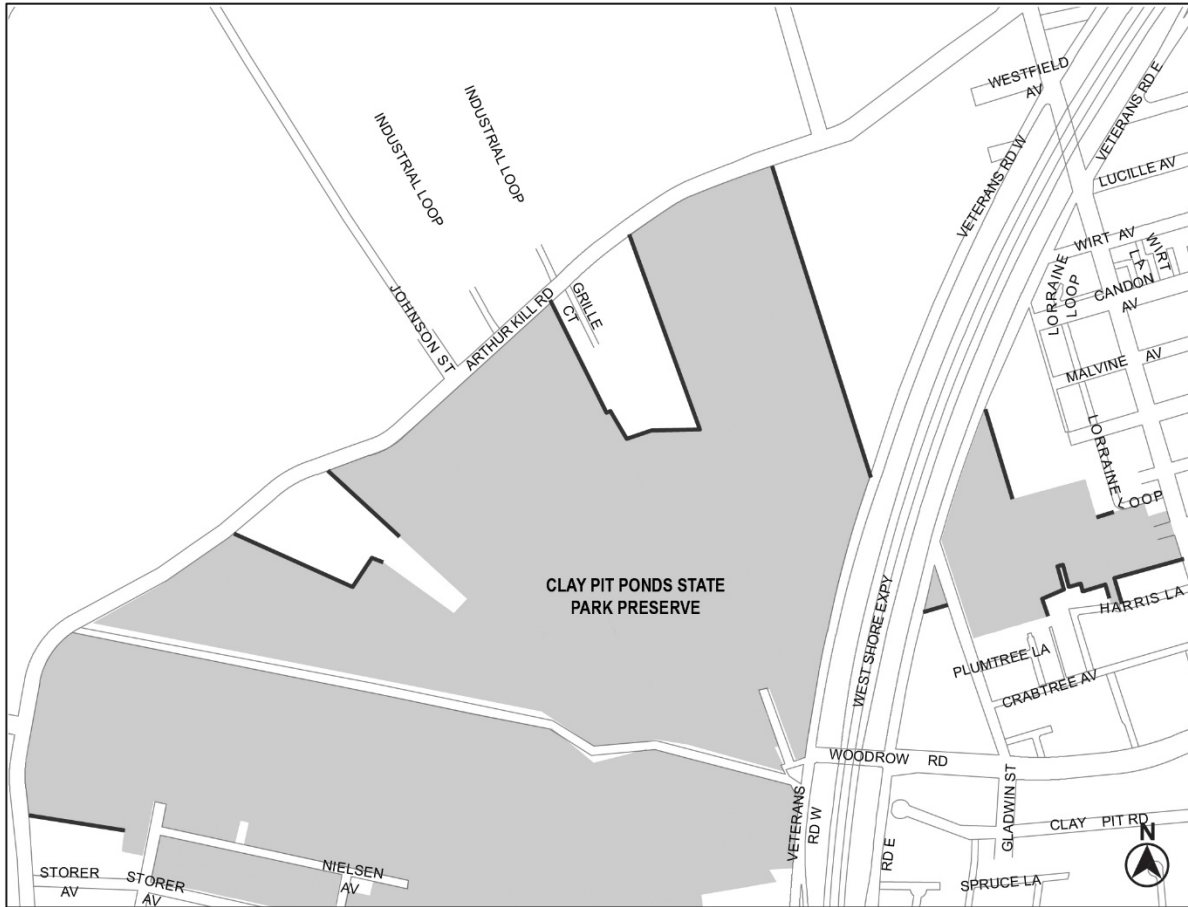 WESTFIELD
AV
VETERANS RD E
VETERANS RD W
INDUSTRIAL LOOP
INDUSTRIAL LOOP
LUCILLE AV
WIRT AV
WIRT
LA
LORRAINE
LOOP
CANDON
AV
JOHNSON ST
ARTHUR KILL RD
GRILLE
CT
MALVINE AV
LORRAINE LOOP
CLAY PIT PONDS STATE
PARK PRESERVE
WEST SHORE EXPY
HARRIS LA
PLUMTREE LA
CRABTREE AV
WOODROW RD
VETERANS
RD W
RD E
GLADWIN ST
CLAY PIT RD
N
STORER
AV
STORER
AV
NIELSEN
AV
SPRUCE LA